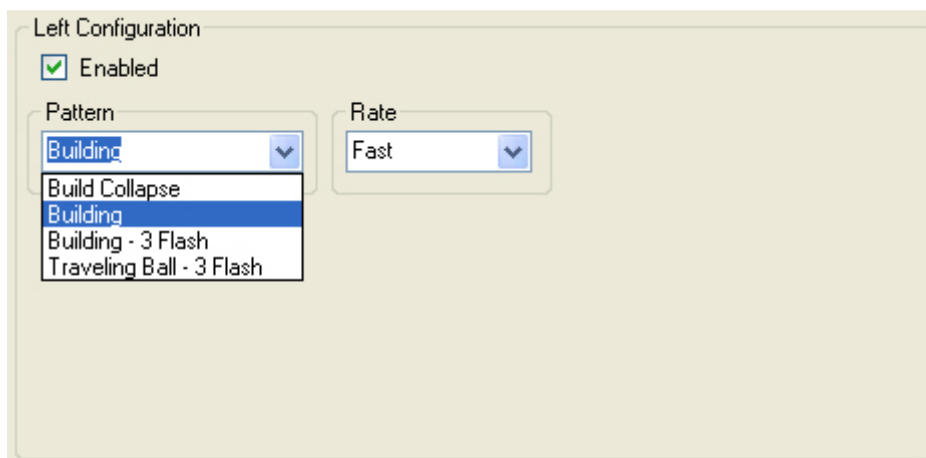 Left Configuration
Enabled
Pattern
Rate
Building
Fast
Build Collapse
Building
Building - 3 Flash
Traveling Ball - 3 Flash